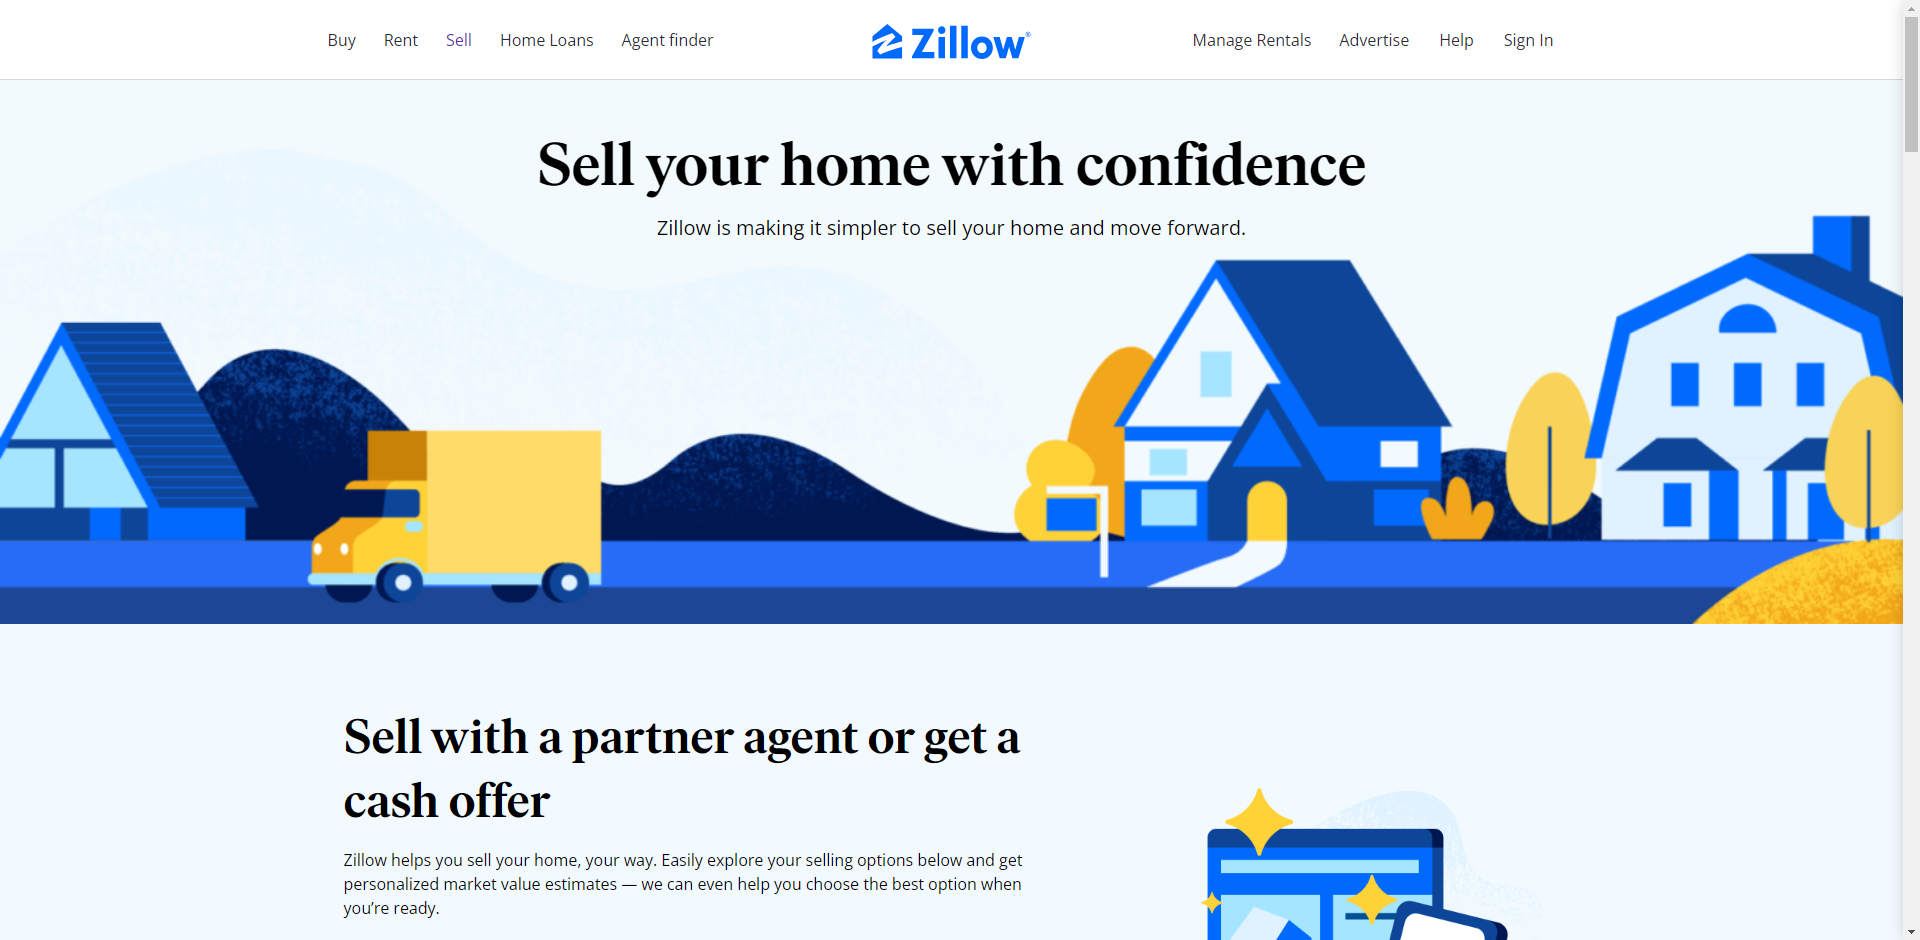 Buy Rent Sell Home Loans Agent finder Zillow® Manage Rentals Advertise Help Sign In
Sell your home with confidence
Zillow is making it simpler to sell your home and move forward.
Sell with a partner agent or get a
cash offer
Zillow helps you sell your home, your way. Easily explore your selling options below and get
personalized market value estimates — we can even help you choose the best option when
you’re ready.